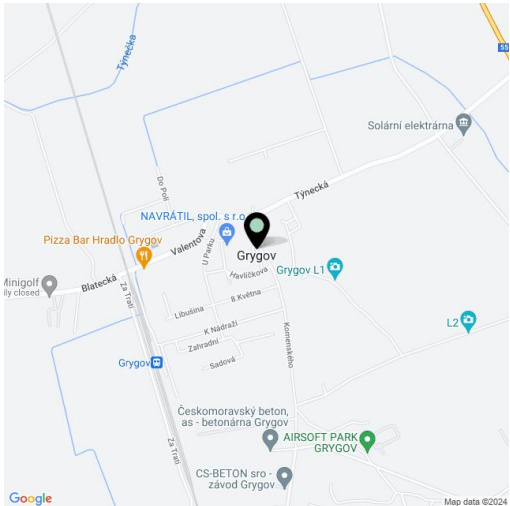 Týnečka
55
Solární elektrárna
Do Polí
Týnecká
NAVRÁTIL, spol. s r.o
Pizza Bar Hradlo Grygov
Valentova
U Parku
Grygov
Havlíčkova
Grygov L1
Minigolf
ily closed
Blatecká
Za Tratí
8.Května
Libušina
K Nádraží
Komenského
L2
Zahradní
Grygov
Sadová
Českomoravský beton,
as - betonárna Grygov
Za Tratí
AIRSOFT PARK
GRYGOV
CS-BETON sro -
závod Grygov
Google
Map data ©2024